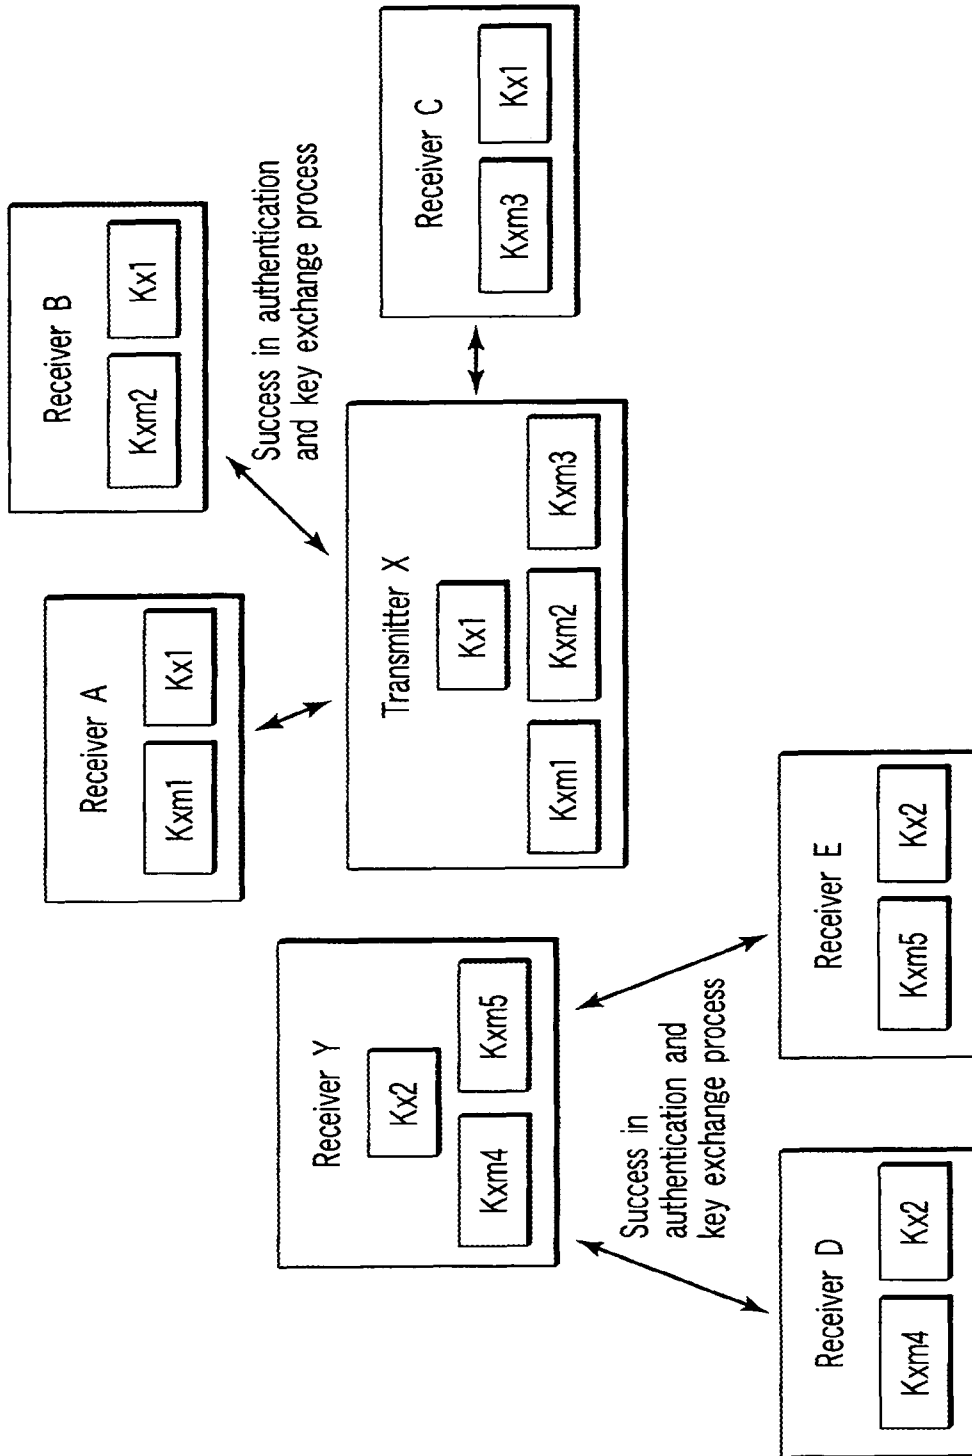 Receiver A
Kxm1
Kx1
Receiver B
Kxm2
Kx1
Success in authentication
and key exchange process
Receiver C
Kxm3
Kx1
Transmitter X
Kx1
Kxm1
Kxm2
Kxm3
Receiver Y
Kx2
Kxm4
Kxm5
Success in
authentication and
key exchange process
Receiver D
Kxm4
Kx2
Receiver E
Kxm5
Kx2